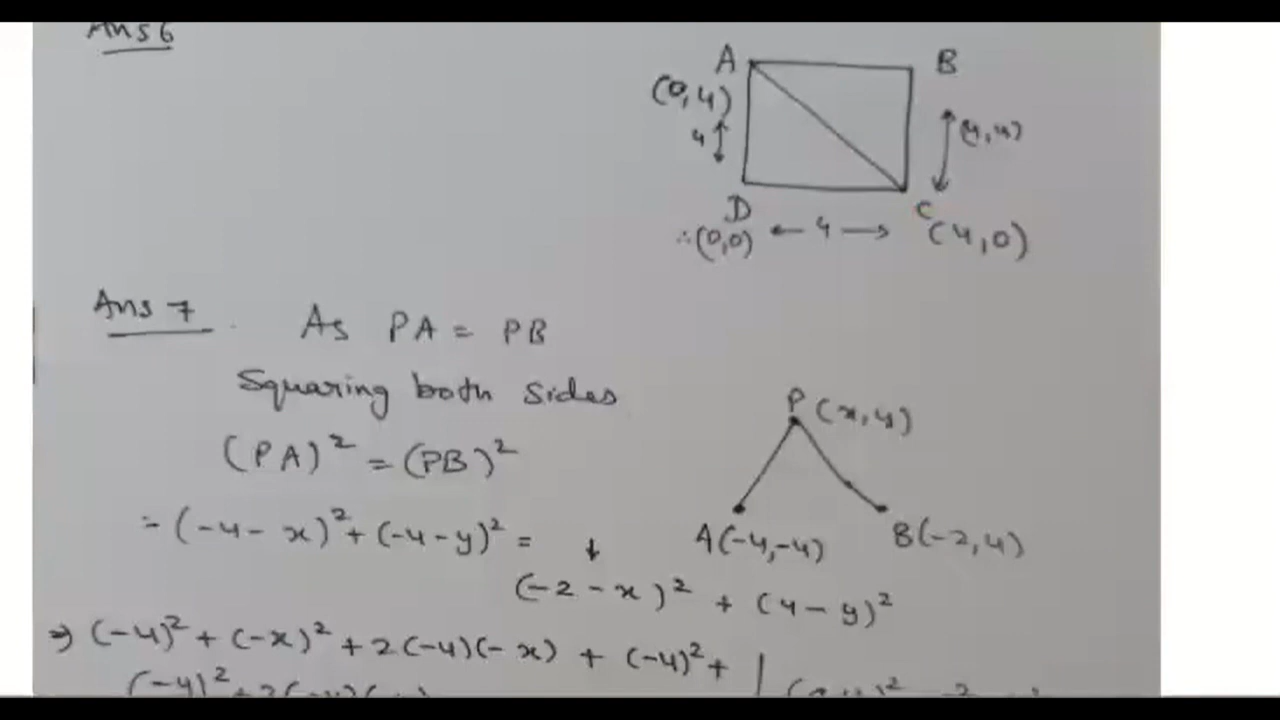 Ans 6
A B
(0,4)
4 (4,4)
D C
∴(0,0) ← 4 → (4,0)
Ans 7 As PA = PB
Squaring both sides
P(x,y)
(PA)² = (PB)²
= (-4-x)² + (-4-y)² = ↓
A(-4,-4) B(-2,4)
(-2-x)² + (4-y)²
⇒ (-4)² + (-x)² + 2(-4)(-x) + (-4)² +